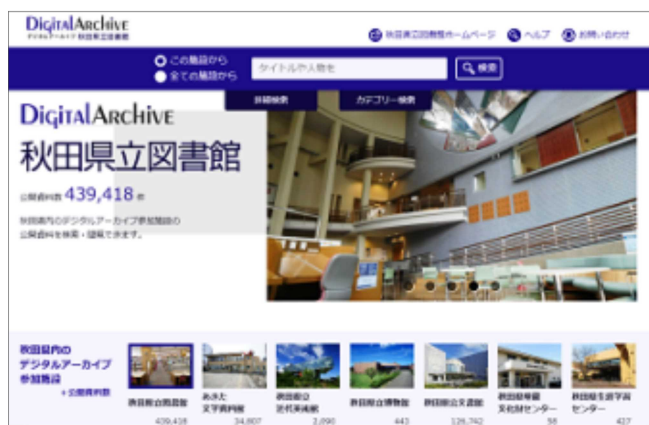 DigitalArchive
デジタルアーカイブ 秋田県立図書館
秋田県立図書館ホームページ
ヘルプ
お問い合わせ
この施設から
全ての施設から
タイトルや人物を
検索
詳細検索
カテゴリー検索
DigitalArchive
秋田県立図書館
公開資料数 439,418 件
秋田県内のデジタルアーカイブ参加施設の
公開資料を検索・閲覧できます。
秋田県内の
デジタルアーカイブ
参加施設
+公開資料数
秋田県立図書館
439,418
あきた
文学資料館
34,807
秋田県立
近代美術館
2,090
秋田県立博物館
443
秋田県公文書館
126,742
秋田県埋蔵
文化財センター
58
秋田県生涯学習
センター
427